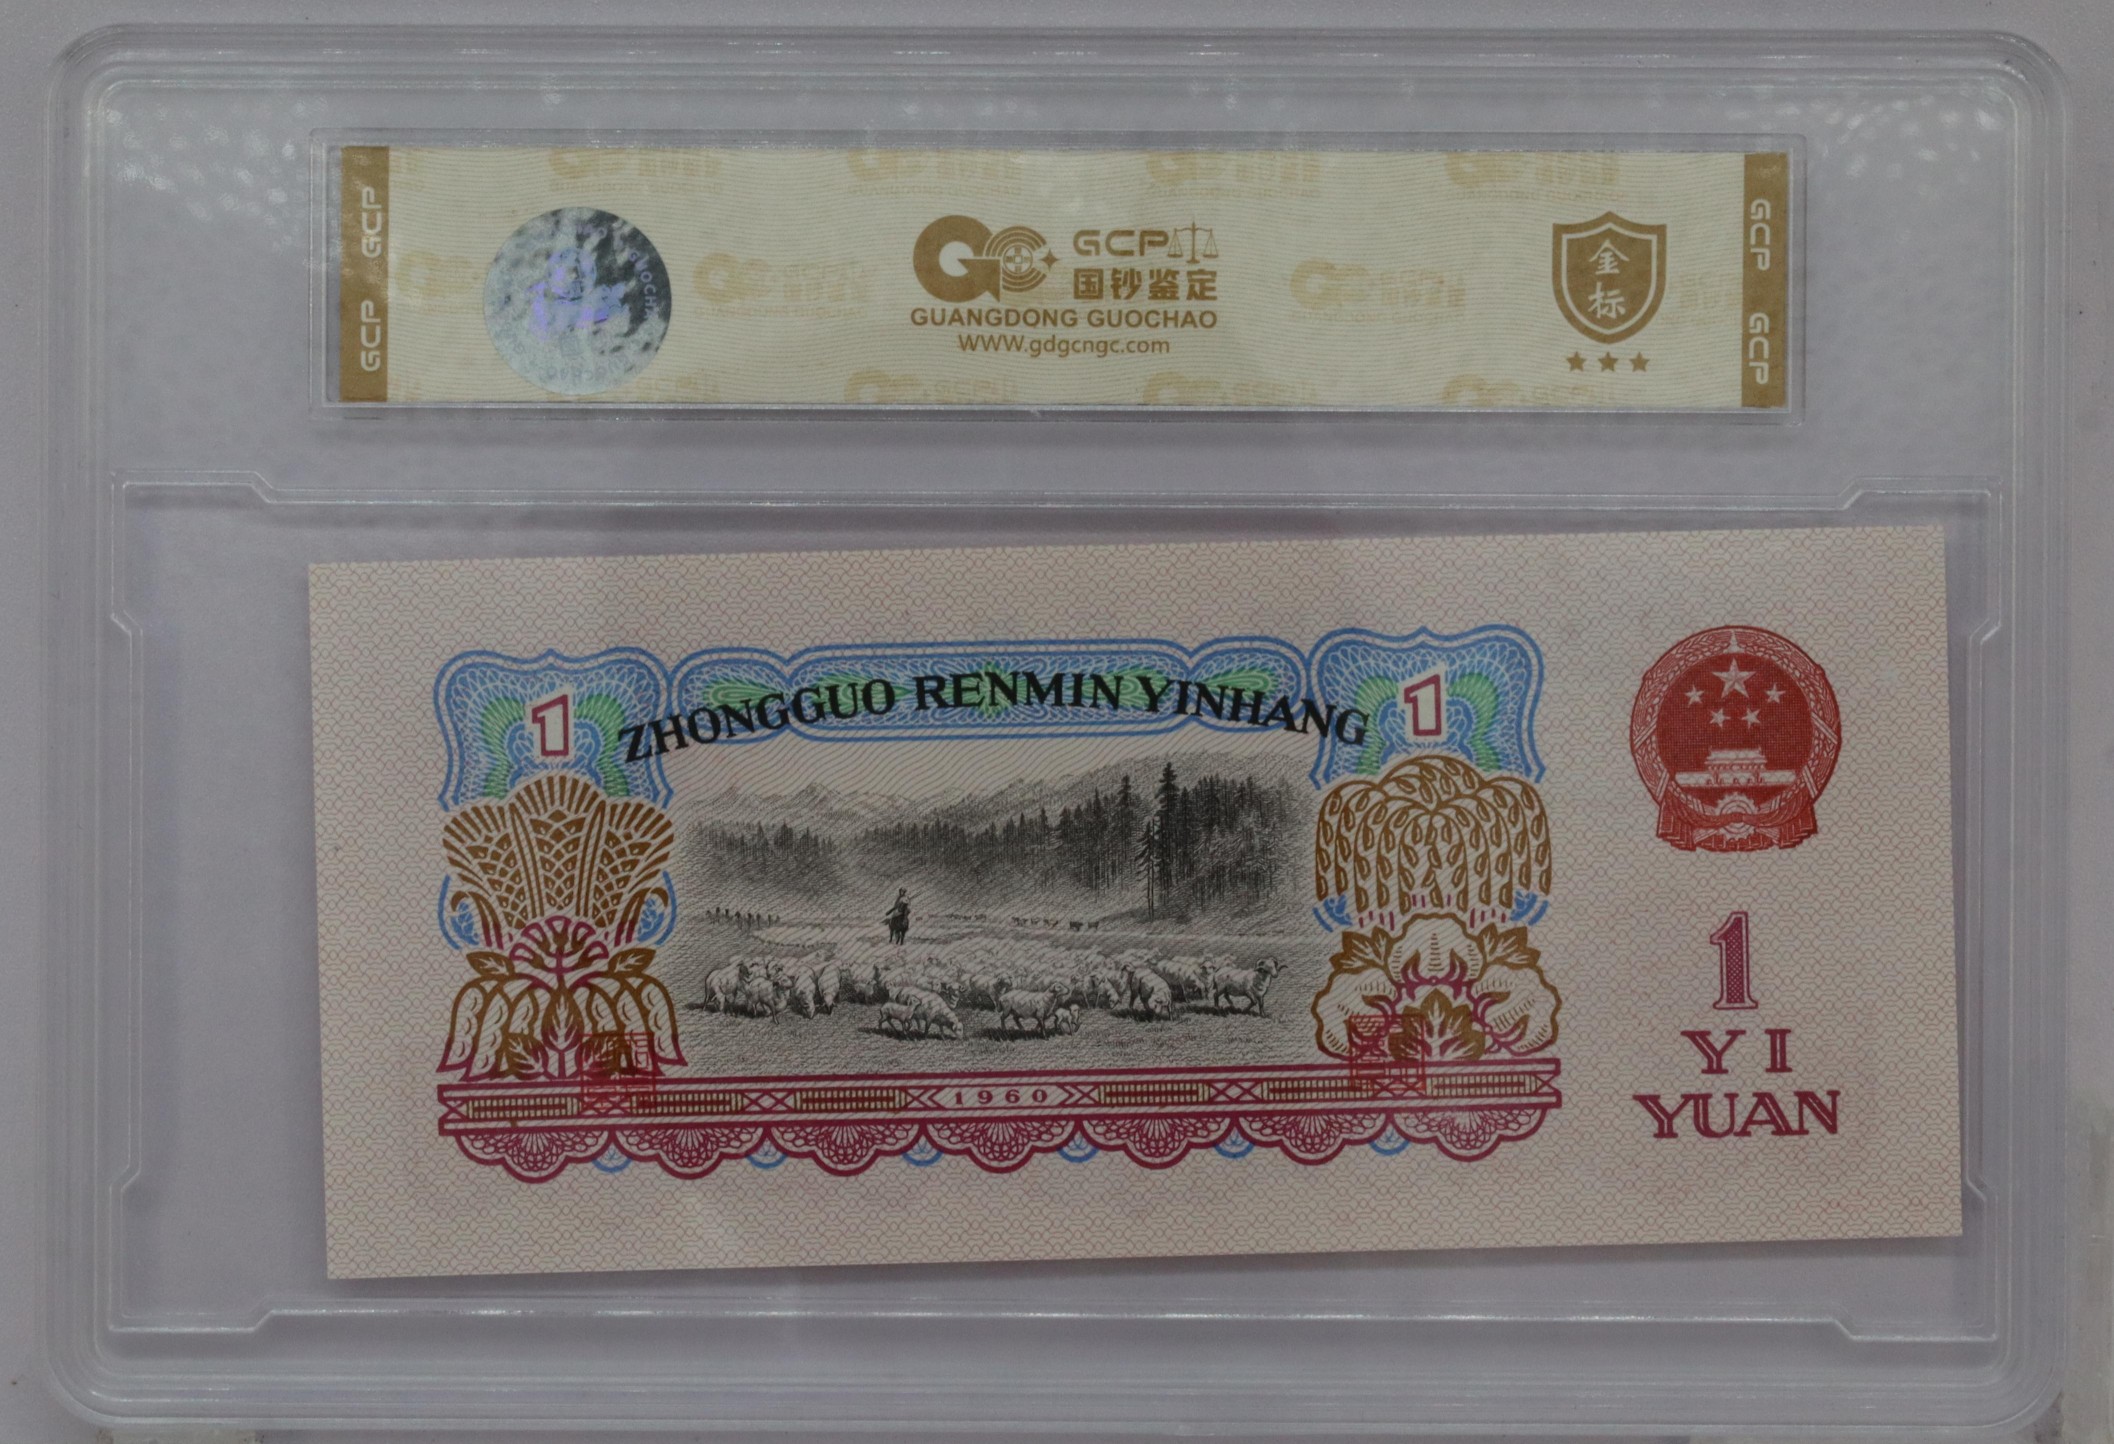 GCP GCP
GCP
国钞鉴定
GUANGDONG GUOCHAO
WWW.gdgcngc.com
金
标
GCP GCP
1
ZHONGGUO RENMIN YINHANG
1
1960
1
YI
YUAN